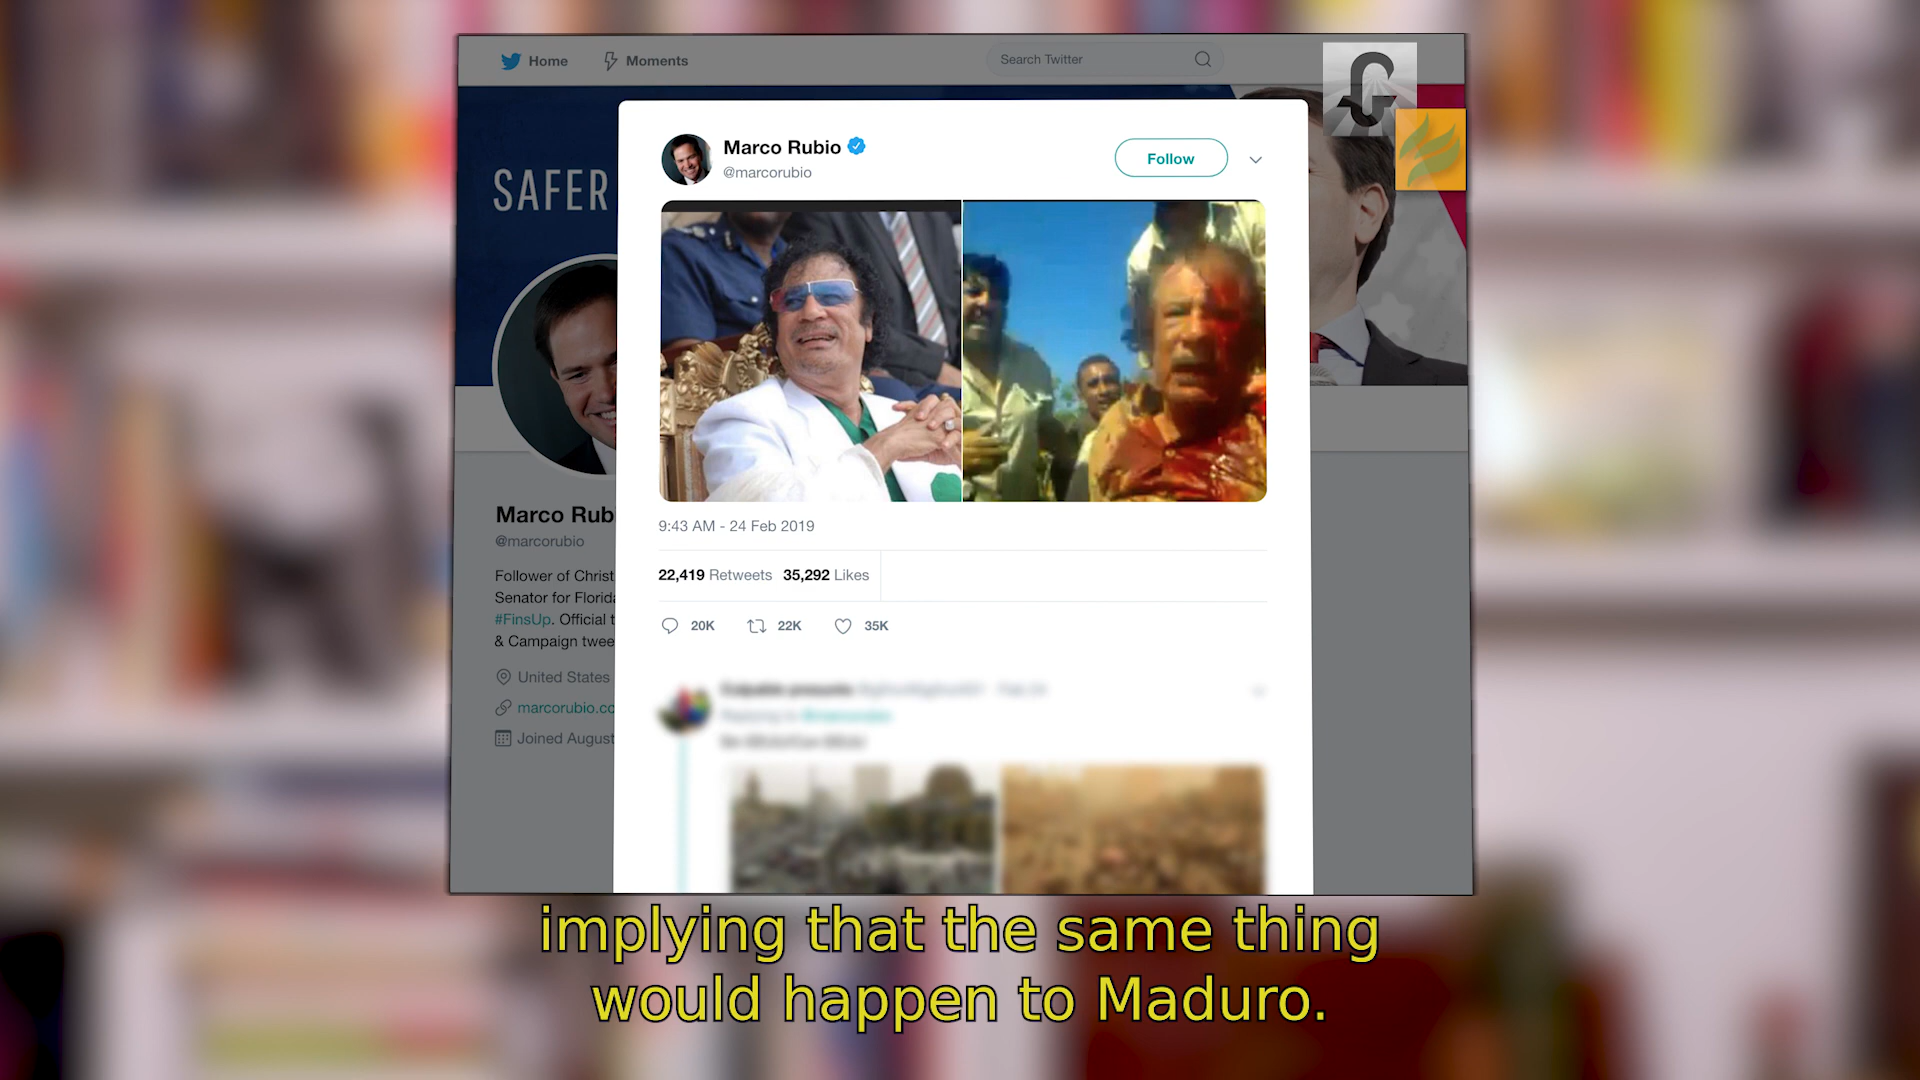 Home
Moments
Search Twitter
SAFER
Marco Rubio
@marcorubio
Follow
9:43 AM - 24 Feb 2019
22,419 Retweets 35,292 Likes
20K 22K 35K
Marco Rub
@marcorubio
Follower of Christ
Senator for Florida
#FinsUp. Official t
& Campaign twee
United States
marcorubio.co
Joined August
implying that the same thing
would happen to Maduro.